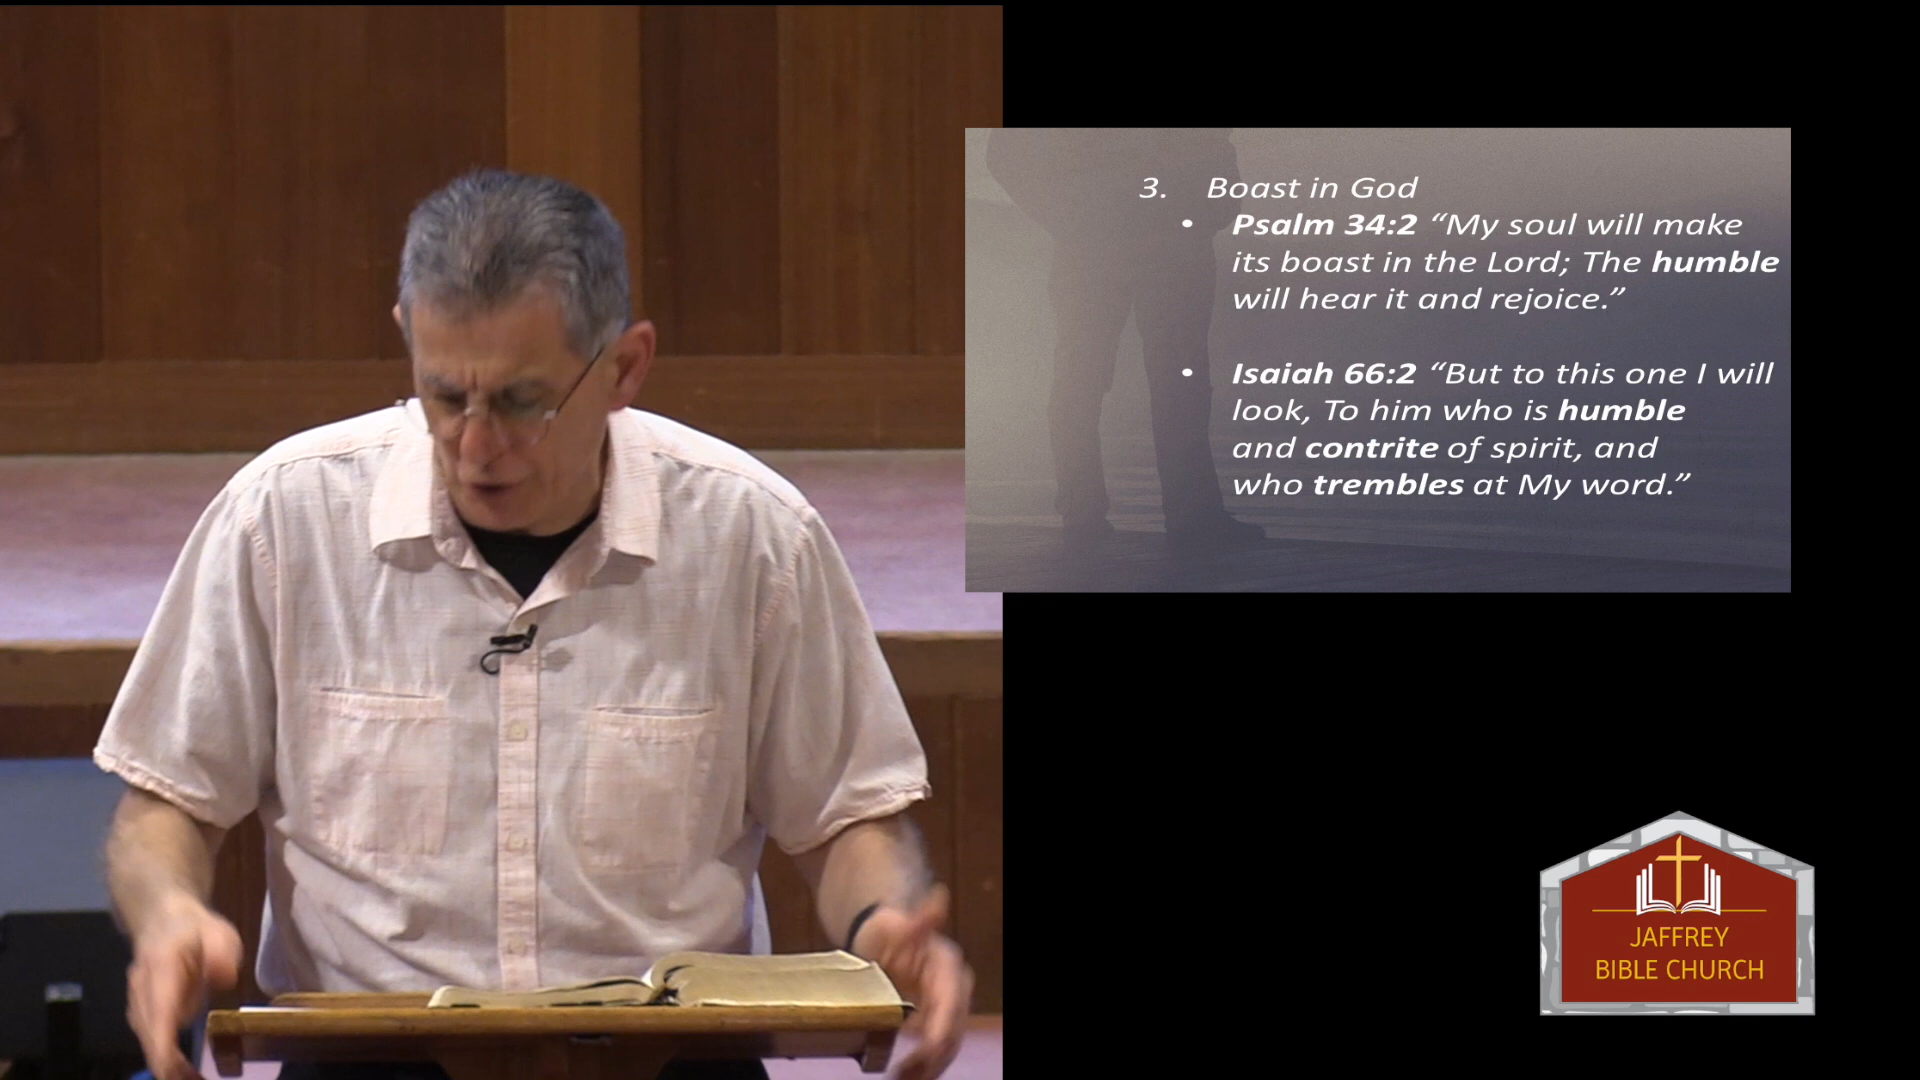 3. Boast in God
• Psalm 34:2 “My soul will make
its boast in the Lord; The humble
will hear it and rejoice.”
• Isaiah 66:2 “But to this one I will
look, To him who is humble
and contrite of spirit, and
who trembles at My word.”
JAFFREY
BIBLE CHURCH